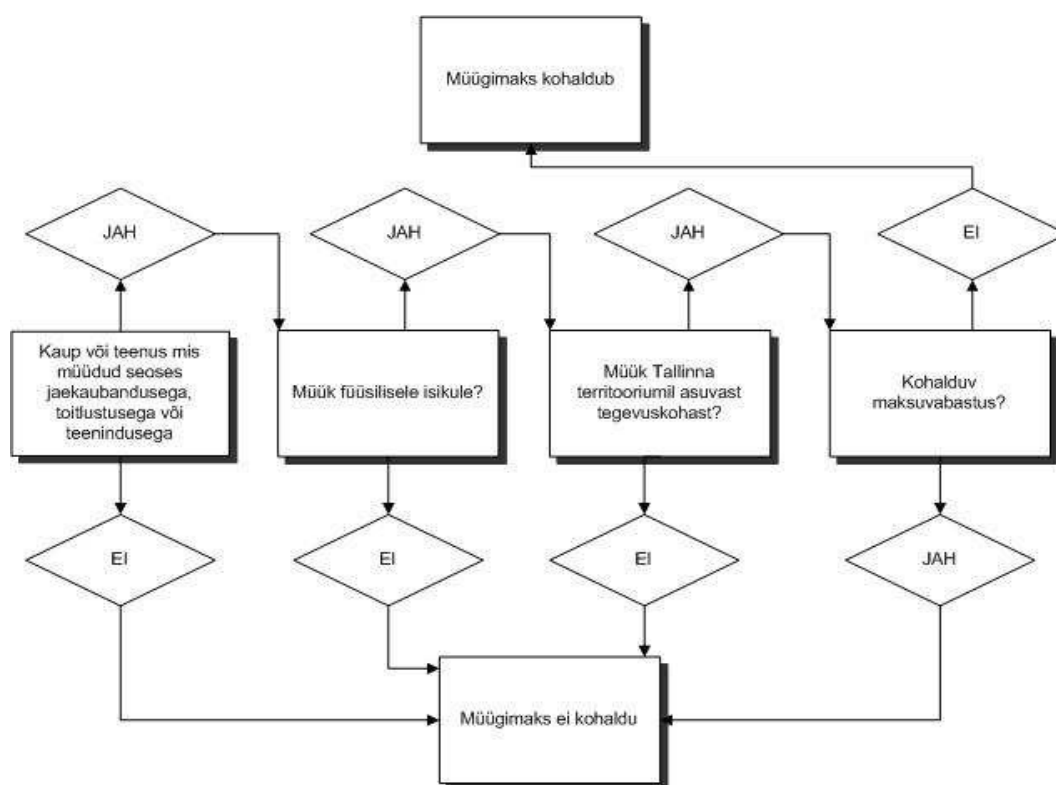 Müügimaks kohaldub
JAH
JAH
JAH
EI
Kaup või teenus mis
müüdud seoses
jaekaubandusega,
toitlustusega või
teenindusega
Müük füüsilisele isikule?
Müük Tallinna
territooriumil asuvast
tegevuskohast?
Kohalduv
maksuvabastus?
EI
EI
EI
JAH
Müügimaks ei kohaldu